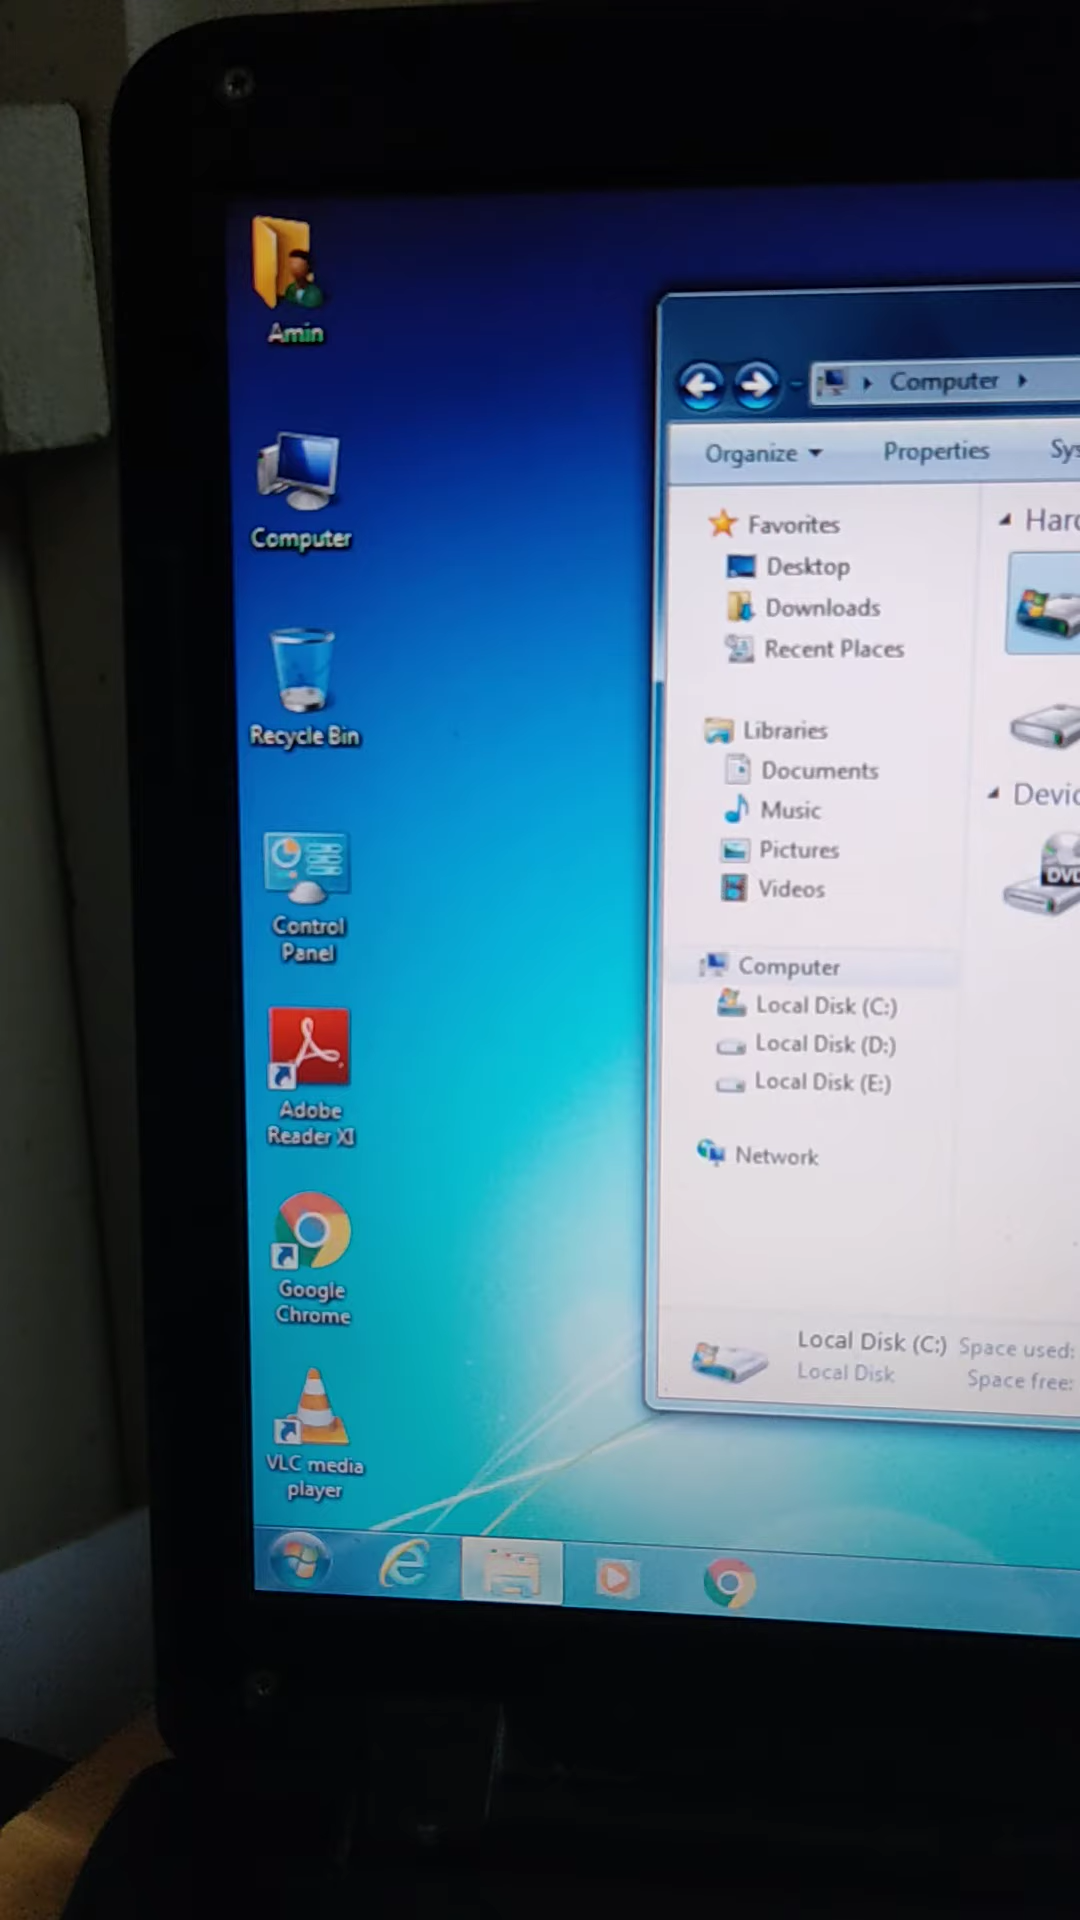 Amin
Computer
Recycle Bin
Control
Panel
Adobe
Reader XI
Google
Chrome
VLC media
player
Computer
Organize
Properties
Favorites
Desktop
Downloads
Recent Places
Libraries
Documents
Music
Pictures
Videos
Computer
Local Disk (C:)
Local Disk (D:)
Local Disk (E:)
Network
DVD
Local Disk (C:) Space used:
Local Disk Space free: